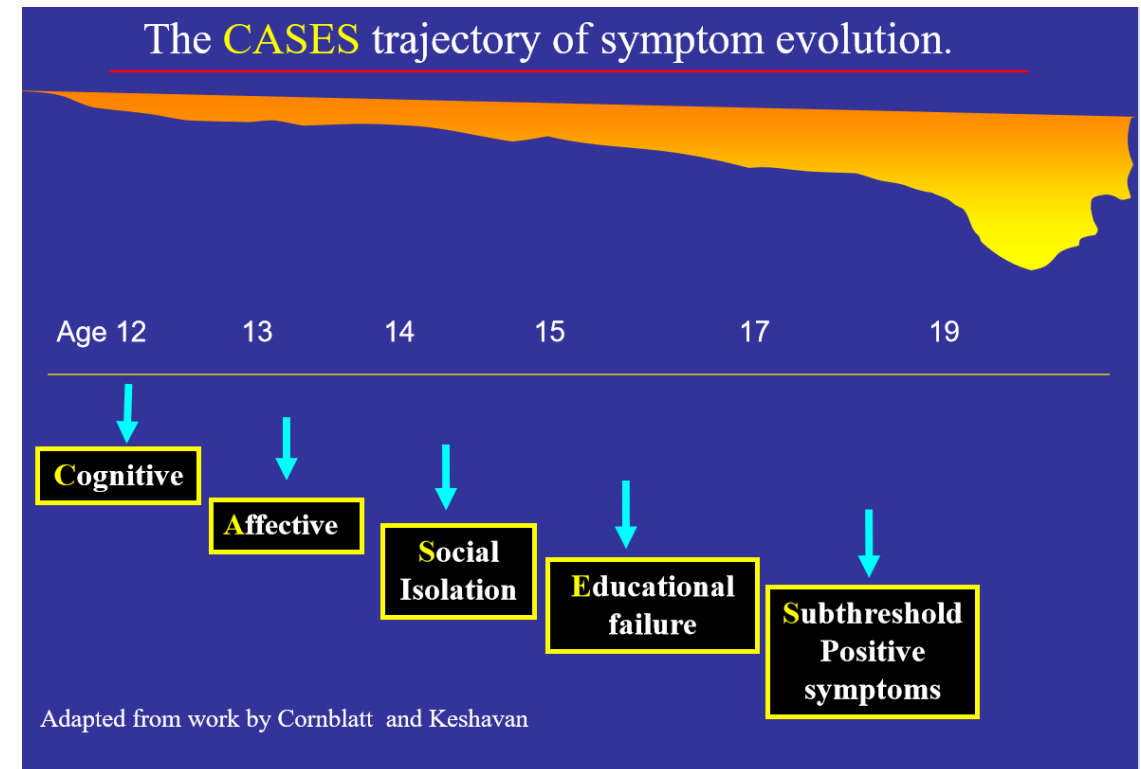 The CASES trajectory of symptom evolution.
Age 12 13 14 15 17 19
Cognitive
Affective
Social
Isolation
Educational
failure
Subthreshold
Positive
symptoms
Adapted from work by Cornblatt and Keshavan